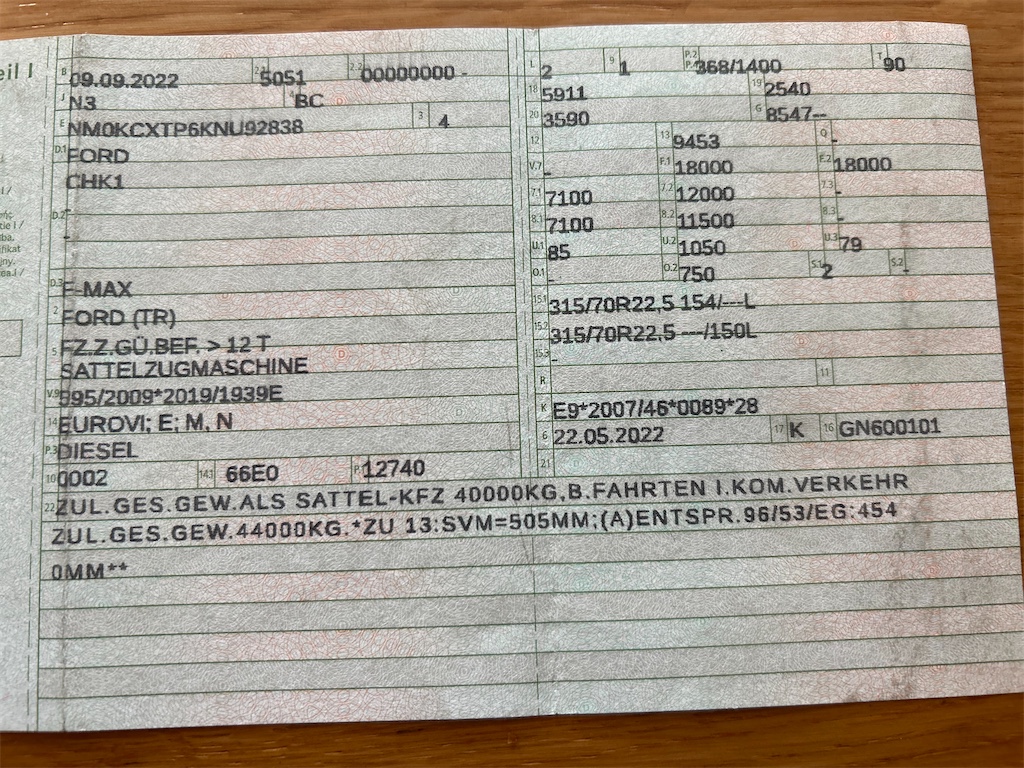 eil I
B 09.09.2022 2.1 5051 2.2 00000000 -
J N3 4 BC
E NM0KCXTP6KNU92838 3 4
D.1 FORD
CHK1
D.2 -
D.3 F-MAX
2 FORD (TR)
5 FZ.Z.GÜ.BEF. > 12 T
SATTELZUGMASCHINE
V.9 595/2009*2019/1939E
14 EUROVI; E; M, N
P.3 DIESEL
10 0002 14.1 66E0 P.1 12740
L 2 9 1 P.2 P.4 368/1400 T 90
18 5911 19 2540
20 3590 G 8547--
12 - 13 9453 Q -
V.7 - F.1 18000 F.2 18000
7.1 7100 7.2 12000 7.3 -
8.1 7100 8.2 11500 8.3 -
U.1 85 U.2 1050 U.3 79
O.1 - O.2 750 S.1 2 S.2 -
15.1 315/70R22,5 154/---L
15.2 315/70R22,5 ---/150L
15.3 -
R 11
K E9*2007/46*0089*28
6 22.05.2022 17 K 16 GN600101
21
22 ZUL.GES.GEW.ALS SATTEL-KFZ 40000KG,B.FAHRTEN I.KOM.VERKEHR
ZUL.GES.GEW.44000KG.*ZU 13:SVM=505MM;(A)ENTSPR.96/53/EG:454
0MM**